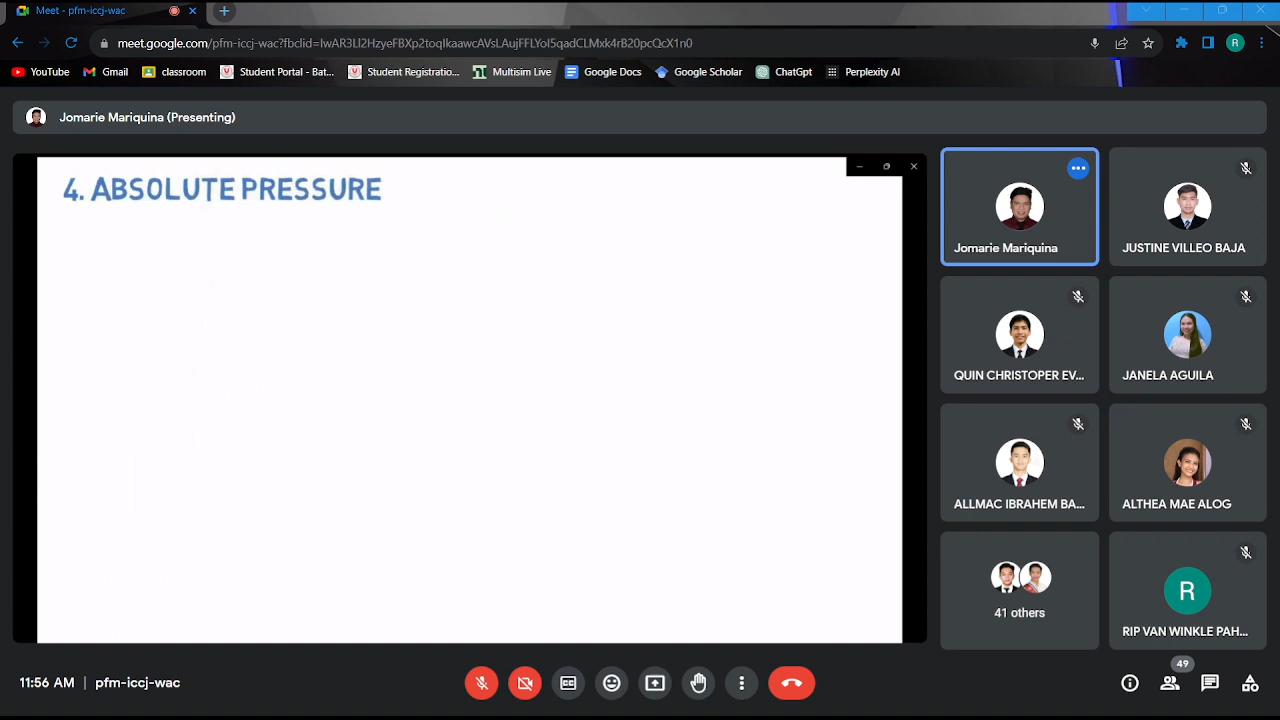 Meet - pfm-iccj-wac
meet.google.com/pfm-iccj-wac?fbclid=IwAR3Ll2HzyeFBXp2toqIkaawcAVsLAujFFLYoI5qadCLMxk4rB20pcQcX1n0
R
YouTube
Gmail
classroom
Student Portal - Bat...
Student Registratio...
Multisim Live
Google Docs
Google Scholar
ChatGpt
Perplexity AI
Jomarie Mariquina (Presenting)
4. ABSOLUTE PRESSURE
Jomarie Mariquina
JUSTINE VILLEO BAJA
QUIN CHRISTOPER EV...
JANELA AGUILA
ALLMAC IBRAHEM BA...
ALTHEA MAE ALOG
41 others
R
RIP VAN WINKLE PAH...
11:56 AM | pfm-iccj-wac
49